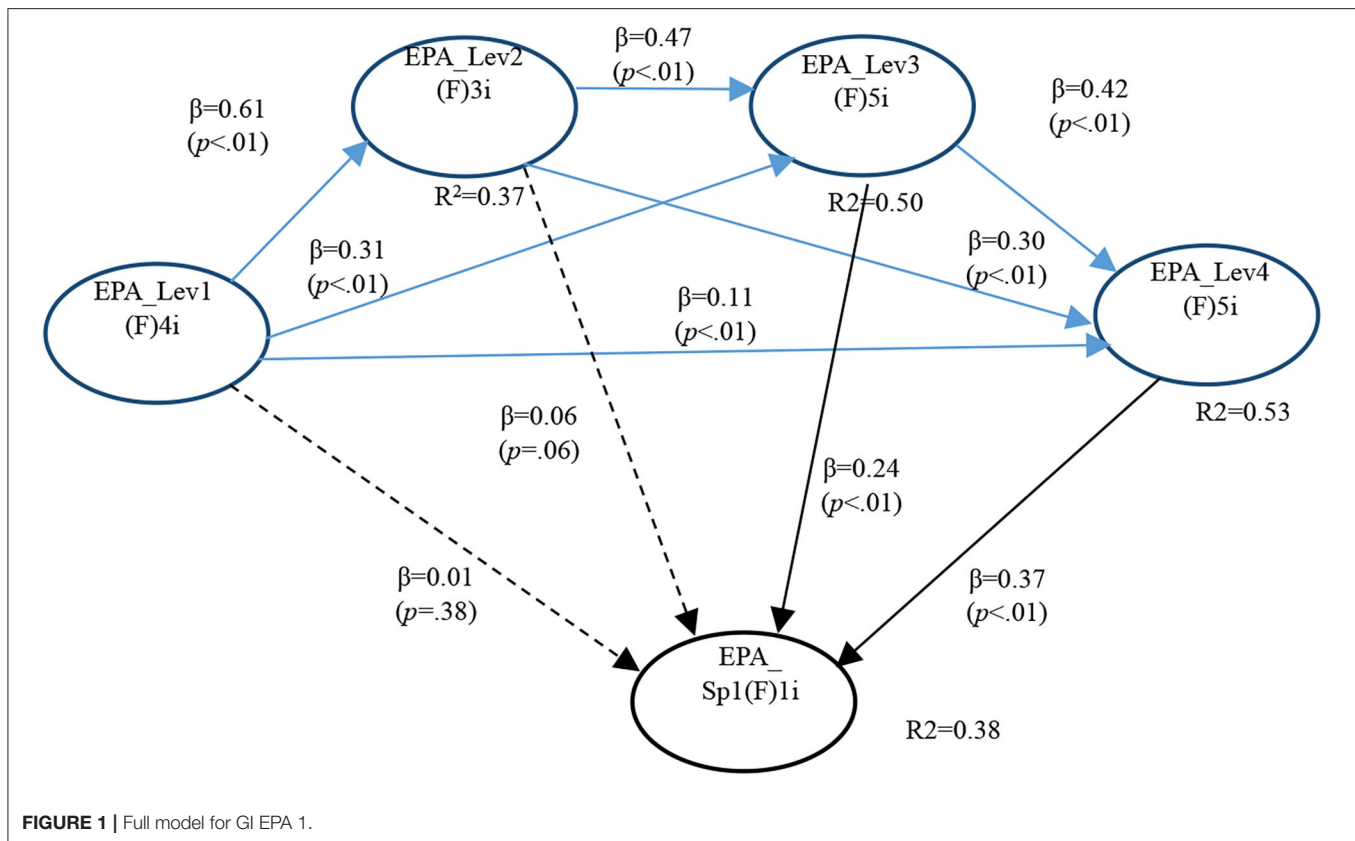 EPA_Lev2
(F)3i
β=0.47
(p<.01)
EPA_Lev3
(F)5i
β=0.42
(p<.01)
β=0.61
(p<.01)
R²=0.37
R2=0.50
β=0.31
(p<.01)
β=0.30
(p<.01)
EPA_Lev1
(F)4i
β=0.11
(p<.01)
EPA_Lev4
(F)5i
R2=0.53
β=0.06
(p=.06)
β=0.24
(p<.01)
β=0.01
(p=.38)
β=0.37
(p<.01)
EPA_
Sp1(F)1i
R2=0.38
FIGURE 1 | Full model for GI EPA 1.